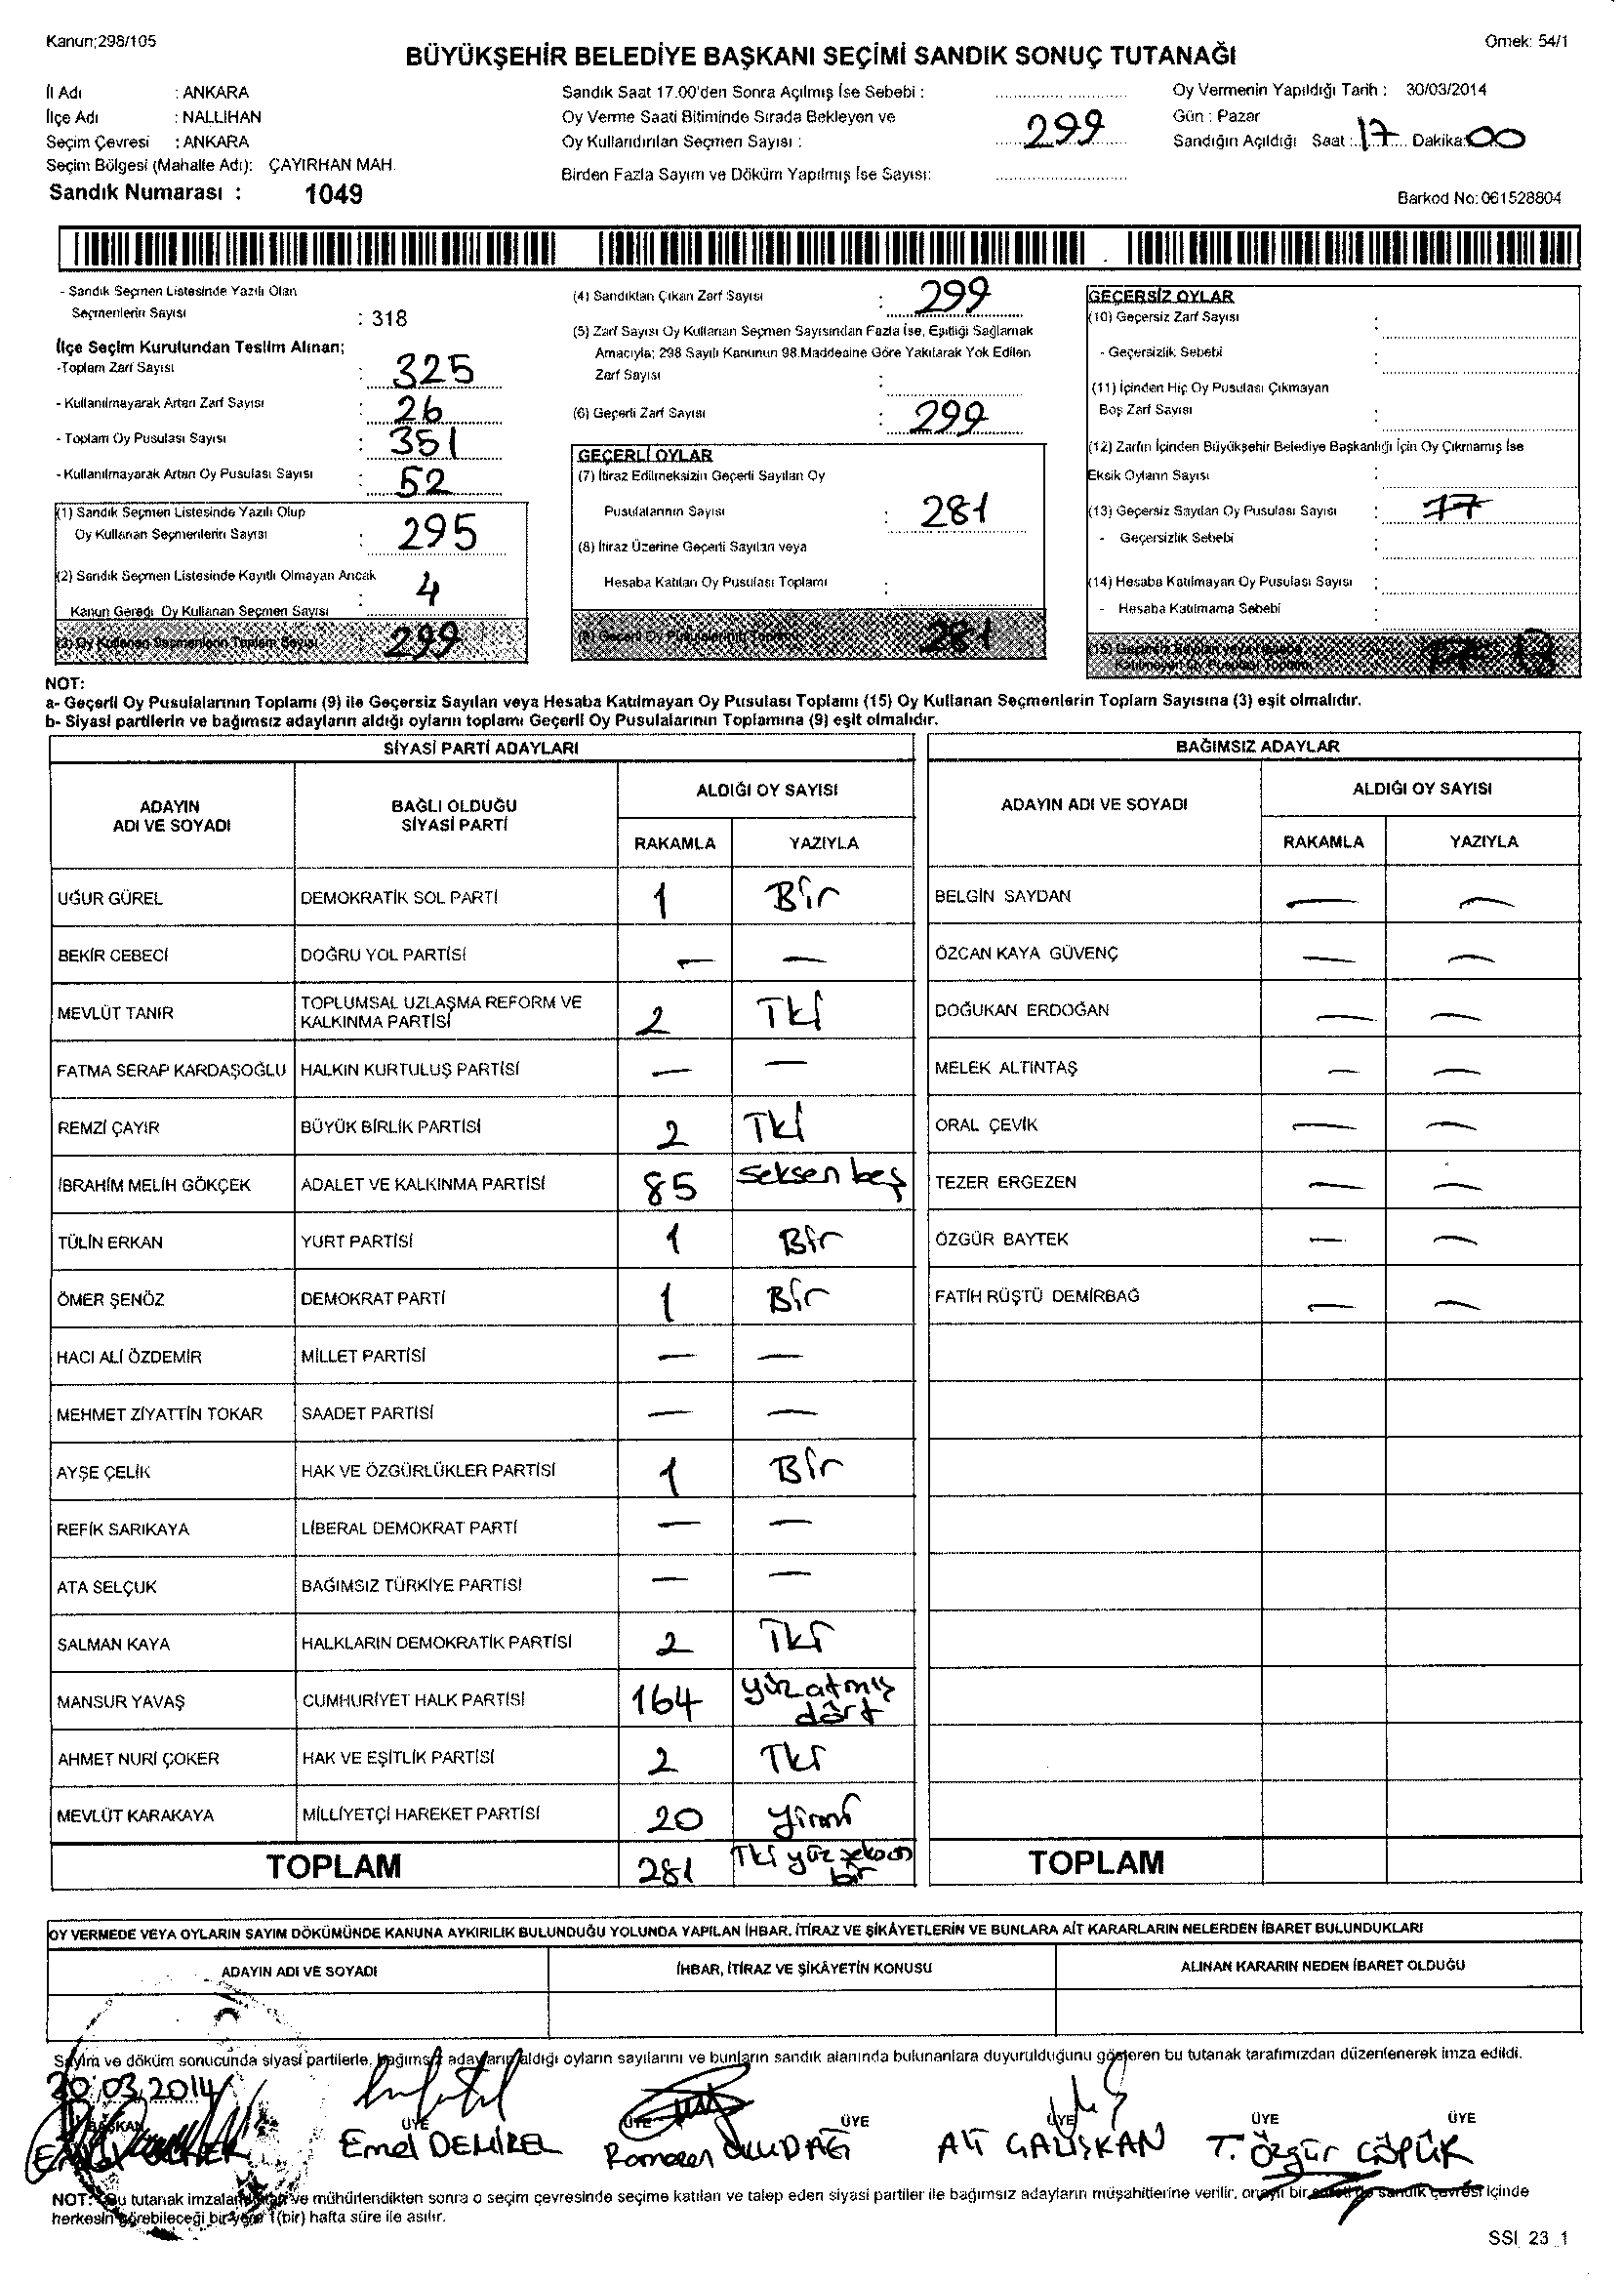 Kanun;298/105
Örnek: 54/1
BÜYÜKŞEHİR BELEDİYE BAŞKANI SEÇİMİ SANDIK SONUÇ TUTANAĞI
İl Adı : ANKARA
İlçe Adı : NALLIHAN
Seçim Çevresi : ANKARA
Seçim Bölgesi (Mahalle Adı): ÇAYIRHAN MAH.
Sandık Numarası : 1049
Sandık Saat 17.00'den Sonra Açılmış İse Sebebi :
Oy Verme Saati Bitiminde Sırada Bekleyen ve
Oy Kullandırılan Seçmen Sayısı : 299
Birden Fazla Sayım ve Döküm Yapılmış İse Sayısı:
Oy Vermenin Yapıldığı Tarih : 30/03/2014
Gün : Pazar
Sandığın Açıldığı Saat : 17 Dakika: 00
Barkod No: 061528804
- Sandık Seçmen Listesinde Yazılı Olan
Seçmenlerin Sayısı : 318
İlçe Seçim Kurulundan Teslim Alınan;
-Toplam Zarf Sayısı : 325
- Kullanılmayarak Artan Zarf Sayısı : 26
- Toplam Oy Pusulası Sayısı : 351
- Kullanılmayarak Artan Oy Pusulası Sayısı : 52
(1) Sandık Seçmen Listesinde Yazılı Olup
Oy Kullanan Seçmenlerin Sayısı : 295
(2) Sandık Seçmen Listesinde Kayıtlı Olmayan Ancak
Kanun Gereği Oy Kullanan Seçmen Sayısı : 4
(3) Oy Kullanan Seçmenlerin Toplam Sayısı 299
(4) Sandıktan Çıkan Zarf Sayısı : 299
(5) Zarf Sayısı Oy Kullanan Seçmen Sayısından Fazla İse, Eşitliği Sağlamak
Amacıyla; 298 Sayılı Kanunun 98.Maddesine Göre Yakılarak Yok Edilen
Zarf Sayısı :
(6) Geçerli Zarf Sayısı : 299
GEÇERLİ OYLAR
(7) İtiraz Edilmeksizin Geçerli Sayılan Oy
Pusulalarının Sayısı : 281
(8) İtiraz Üzerine Geçerli Sayılan veya
Hesaba Katılan Oy Pusulası Toplamı :
(9) Geçerli Oy Pusulalarının Toplamı 281
GEÇERSİZ OYLAR
(10) Geçersiz Zarf Sayısı :
- Geçersizlik Sebebi :
(11) İçinden Hiç Oy Pusulası Çıkmayan
Boş Zarf Sayısı :
(12) Zarfın İçinden Büyükşehir Belediye Başkanlığı İçin Oy Çıkmamış İse
Eksik Oyların Sayısı :
(13) Geçersiz Sayılan Oy Pusulası Sayısı : 17
- Geçersizlik Sebebi :
(14) Hesaba Katılmayan Oy Pusulası Sayısı :
- Hesaba Katılmama Sebebi :
(15) Geçersiz Sayılan veya Hesaba
Katılmayan Oy Pusulası Toplamı
NOT:
a- Geçerli Oy Pusulalarının Toplamı (9) ile Geçersiz Sayılan veya Hesaba Katılmayan Oy Pusulası Toplamı (15) Oy Kullanan Seçmenlerin Toplam Sayısına (3) eşit olmalıdır.
b- Siyasi partilerin ve bağımsız adayların aldığı oyların toplamı Geçerli Oy Pusulalarının Toplamına (9) eşit olmalıdır.
SİYASİ PARTİ ADAYLARI
ADAYIN ADI VE SOYADI
BAĞLI OLDUĞU SİYASİ PARTİ
ALDIĞI OY SAYISI
RAKAMLA YAZIYLA
UĞUR GÜREL DEMOKRATİK SOL PARTİ 1 Bir
BEKİR CEBECİ DOĞRU YOL PARTİSİ — —
MEVLÜT TANIR TOPLUMSAL UZLAŞMA REFORM VE KALKINMA PARTİSİ 2 İki
FATMA SERAP KARDAŞOĞLU HALKIN KURTULUŞ PARTİSİ — —
REMZİ ÇAYIR BÜYÜK BİRLİK PARTİSİ 2 İki
İBRAHİM MELİH GÖKÇEK ADALET VE KALKINMA PARTİSİ 85 seksen beş
TÜLİN ERKAN YURT PARTİSİ 1 Bir
ÖMER ŞENÖZ DEMOKRAT PARTİ 1 Bir
HACI ALİ ÖZDEMİR MİLLET PARTİSİ — —
MEHMET ZİYATTİN TOKAR SAADET PARTİSİ — —
AYŞE ÇELİK HAK VE ÖZGÜRLÜKLER PARTİSİ 1 Bir
REFİK SARIKAYA LİBERAL DEMOKRAT PARTİ — —
ATA SELÇUK BAĞIMSIZ TÜRKİYE PARTİSİ — —
SALMAN KAYA HALKLARIN DEMOKRATİK PARTİSİ 2 İki
MANSUR YAVAŞ CUMHURİYET HALK PARTİSİ 164 yüz atmış dört
AHMET NURİ ÇOKER HAK VE EŞİTLİK PARTİSİ 2 İki
MEVLÜT KARAKAYA MİLLİYETÇİ HAREKET PARTİSİ 20 yirmi
TOPLAM 281 İki yüz seksen bir
BAĞIMSIZ ADAYLAR
ADAYIN ADI VE SOYADI
ALDIĞI OY SAYISI
RAKAMLA YAZIYLA
BELGİN SAYDAN — —
ÖZCAN KAYA GÜVENÇ — —
DOĞUKAN ERDOĞAN — —
MELEK ALTINTAŞ — —
ORAL ÇEVİK — —
TEZER ERGEZEN — —
ÖZGÜR BAYTEK — —
FATİH RÜŞTÜ DEMİRBAĞ — —
TOPLAM
OY VERMEDE VEYA OYLARIN SAYIM DÖKÜMÜNDE KANUNA AYKIRILIK BULUNDUĞU YOLUNDA YAPILAN İHBAR, İTİRAZ VE ŞİKÂYETLERİN VE BUNLARA AİT KARARLARIN NELERDEN İBARET BULUNDUKLARI
ADAYIN ADI VE SOYADI
İHBAR, İTİRAZ VE ŞİKÂYETİN KONUSU
ALINAN KARARIN NEDEN İBARET OLDUĞU
Sayım ve döküm sonucunda siyasi partilerle, bağımsız adayların aldığı oyların sayılarını ve bunların sandık alanında bulunanlara duyurulduğunu gösteren bu tutanak tarafımızdan düzenlenerek imza edildi.
30.03.2014
BAŞKAN ÜYE ÜYE ÜYE ÜYE ÜYE ÜYE
Emel DEMİREL Ramazan ULUDAĞ Ali ÇALIŞKAN T. Özgür ÇÖPÜK
NOT: Bu tutanak imzalandıktan ve mühürlendikten sonra o seçim çevresinde seçime katılan ve talep eden siyasi partiler ile bağımsız adayların müşahitlerine verilir, onaylı bir sureti de sandık çevresi içinde
herkesin görebileceği bir yere 1(bir) hafta süre ile asılır.
SSI_23_1